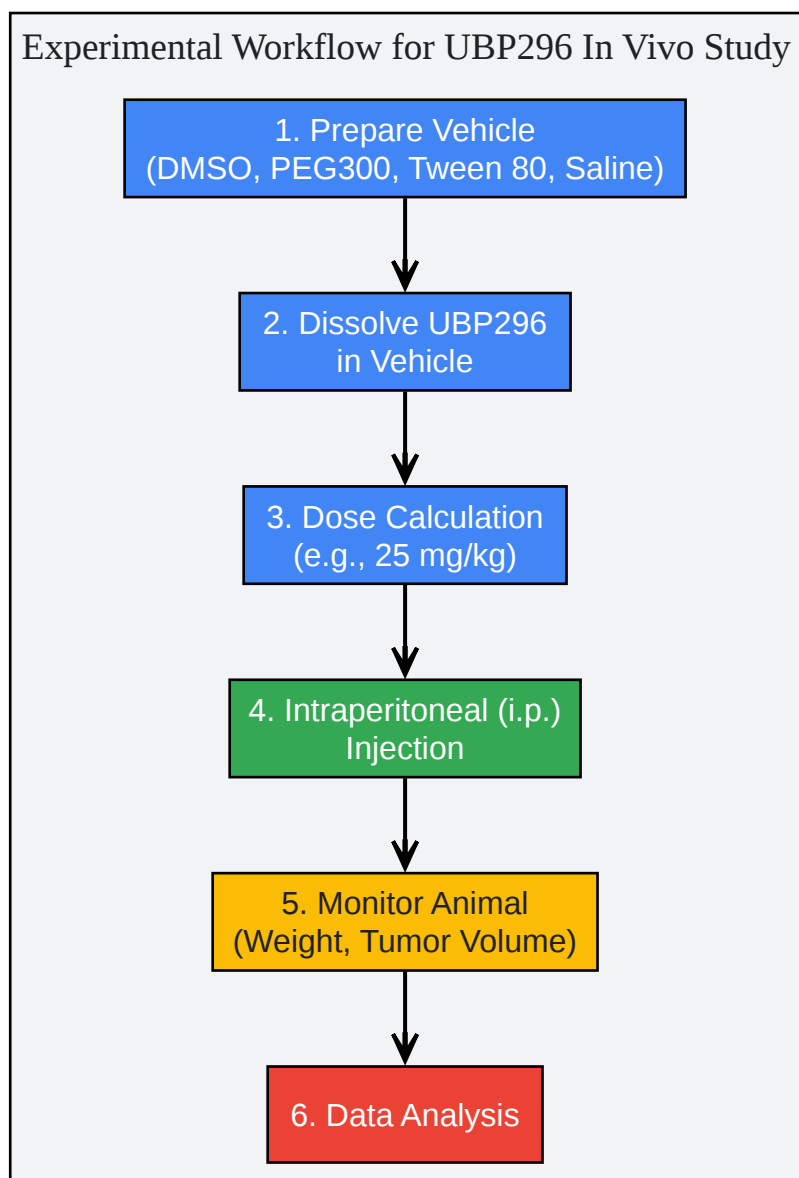 Experimental Workflow for UBP296 In Vivo Study
1. Prepare Vehicle
(DMSO, PEG300, Tween 80, Saline)
2. Dissolve UBP296
in Vehicle
3. Dose Calculation
(e.g., 25 mg/kg)
4. Intraperitoneal (i.p.)
Injection
5. Monitor Animal
(Weight, Tumor Volume)
6. Data Analysis